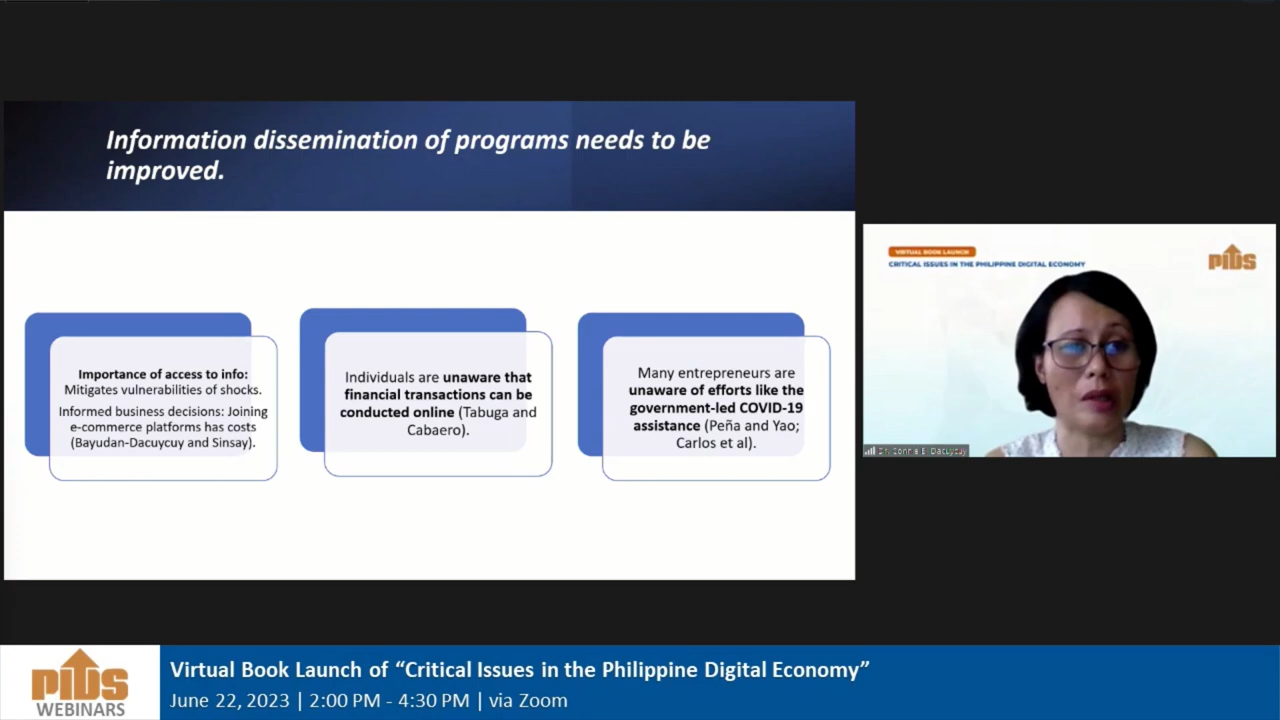 Information dissemination of programs needs to be
improved.
Importance of access to info:
Mitigates vulnerabilities of shocks.
Informed business decisions: Joining
e-commerce platforms has costs
(Bayudan-Dacuycuy and Sinsay).
Individuals are unaware that
financial transactions can be
conducted online (Tabuga and
Cabaero).
Many entrepreneurs are
unaware of efforts like the
government-led COVID-19
assistance (Peña and Yao;
Carlos et al).
VIRTUAL BOOK LAUNCH
CRITICAL ISSUES IN THE PHILIPPINE DIGITAL ECONOMY
PIDS
Dr. Connie B. Dacuycuy
PIDS
WEBINARS
Virtual Book Launch of “Critical Issues in the Philippine Digital Economy”
June 22, 2023 | 2:00 PM - 4:30 PM | via Zoom